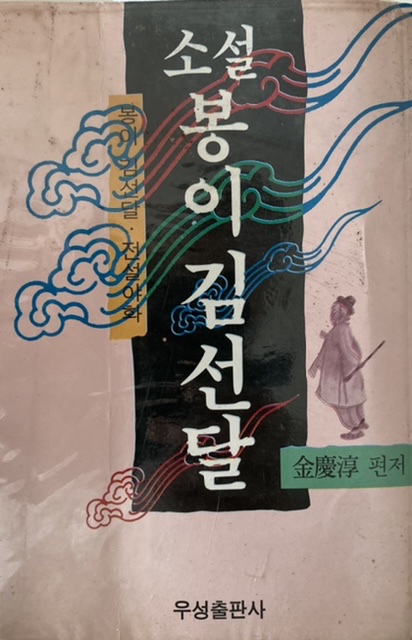 소설
봉이김선달
봉이 김선달·전설야화
金慶淳 편저
우성출판사